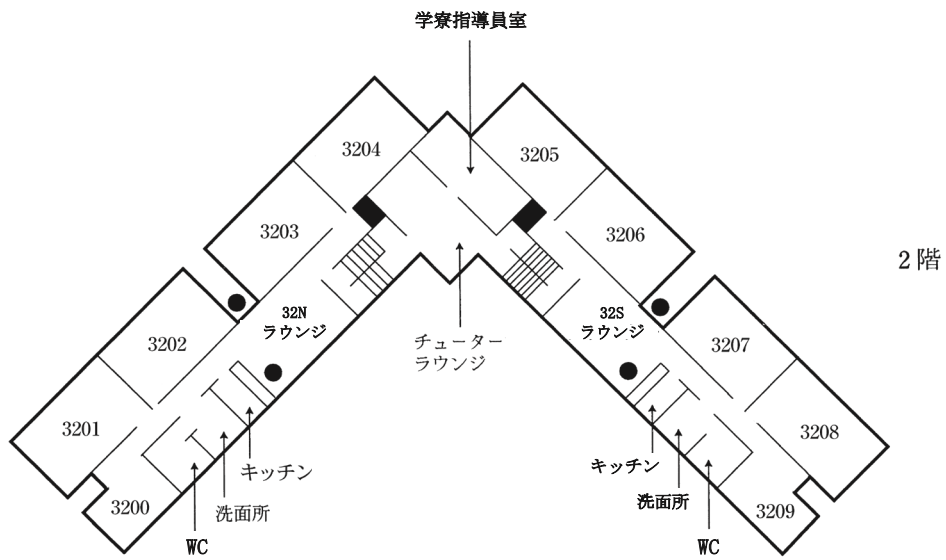 学寮指導員室
3204
3205
3203
3206
2階
32N
ラウンジ
32S
ラウンジ
チューター
ラウンジ
3202
3207
3201
3208
キッチン
キッチン
3200
洗面所
洗面所
3209
WC
WC